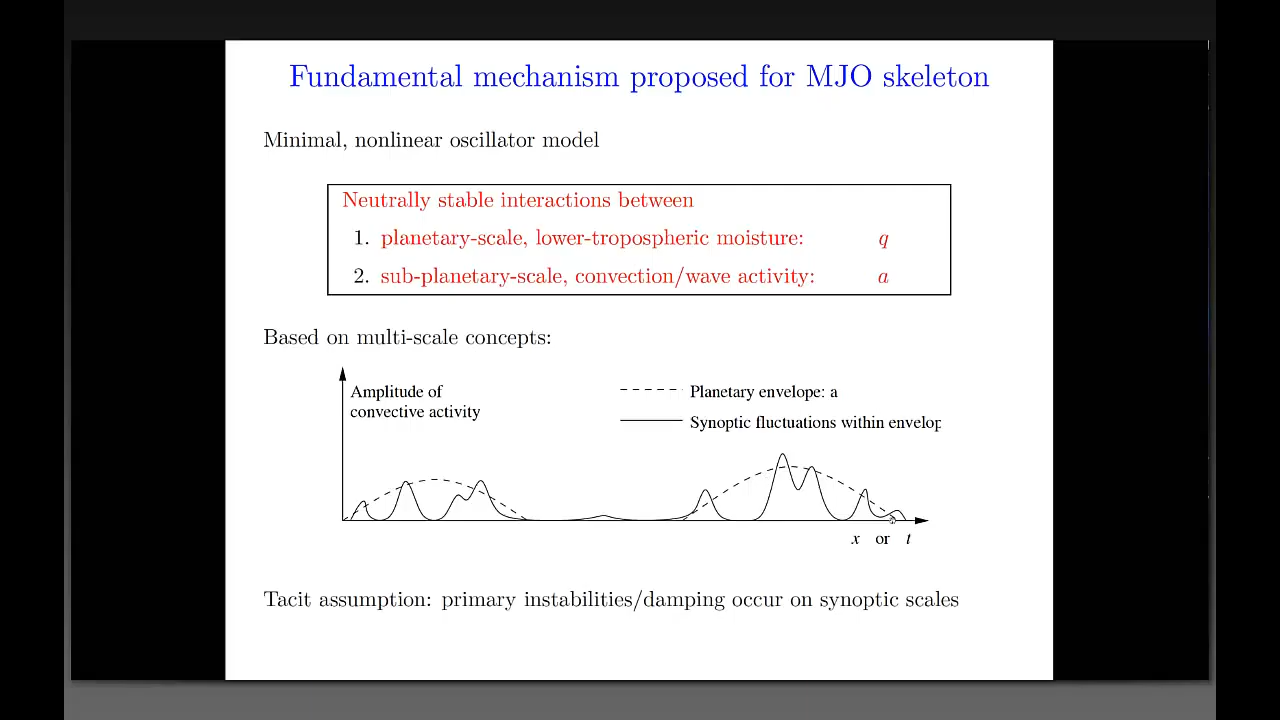 Fundamental mechanism proposed for MJO skeleton
Minimal, nonlinear oscillator model
Neutrally stable interactions between
1. planetary-scale, lower-tropospheric moisture: q
2. sub-planetary-scale, convection/wave activity: a
Based on multi-scale concepts:
Amplitude of
convective activity
Planetary envelope: a
Synoptic fluctuations within envelop
x or t
Tacit assumption: primary instabilities/damping occur on synoptic scales